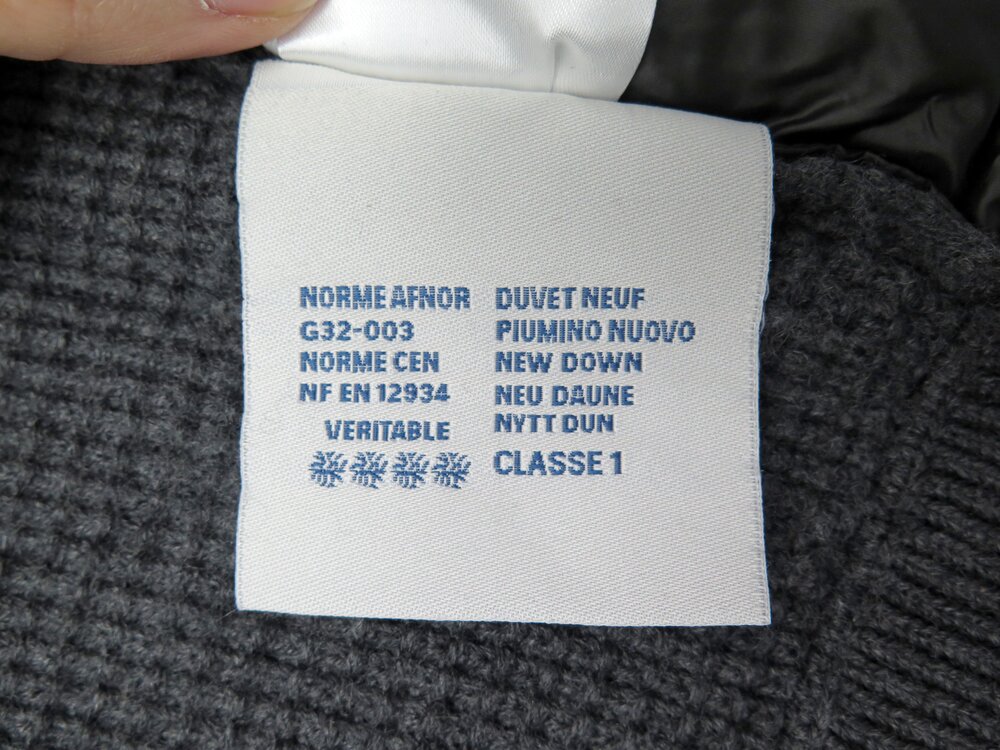 NORME AFNOR
G32-003
NORME CEN
NF EN 12934
VERITABLE
DUVET NEUF
PIUMINO NUOVO
NEW DOWN
NEU DAUNE
NYTT DUN
CLASSE 1